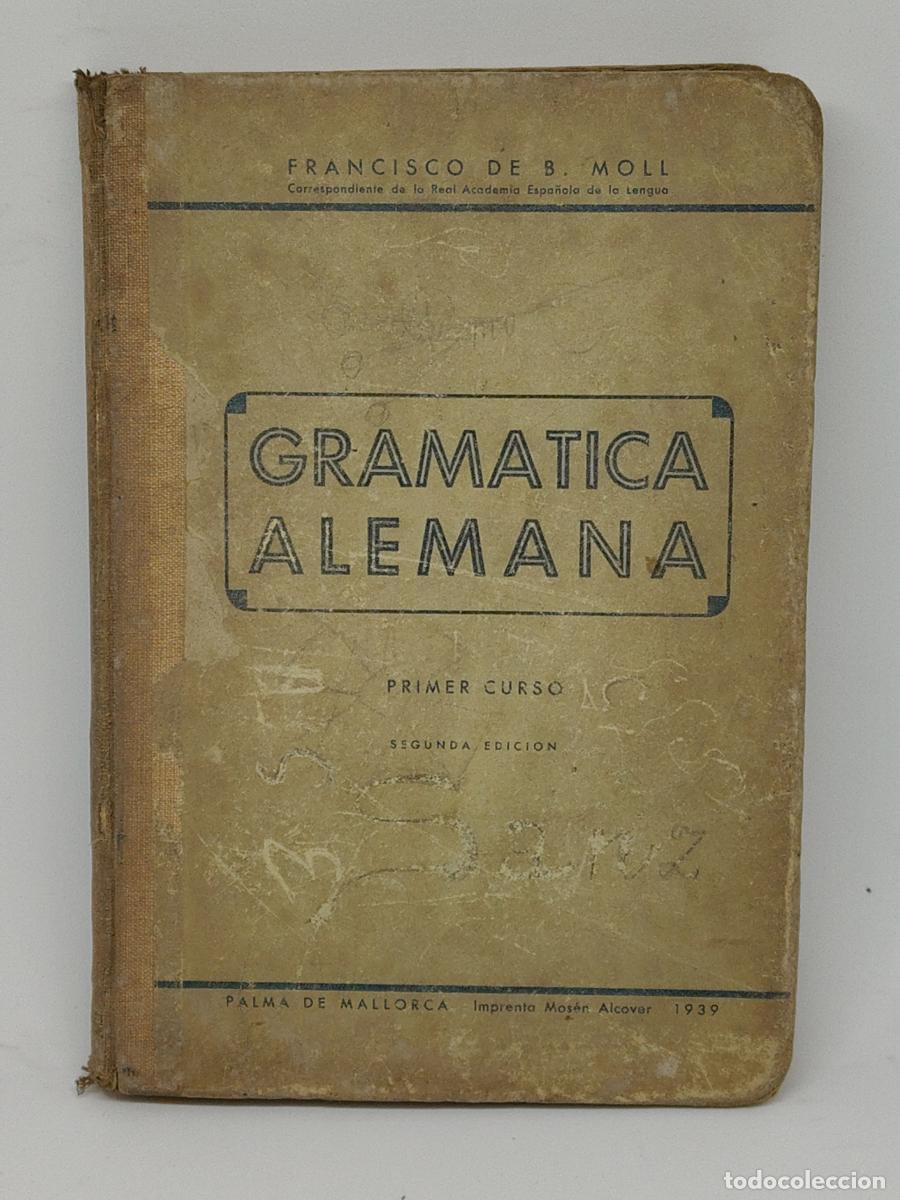 FRANCISCO DE B. MOLL
Correspondiente de la Real Academia Española de la Lengua
GRAMATICA
ALEMANA
PRIMER CURSO
SEGUNDA EDICION
PALMA DE MALLORCA Imprenta Mosén Alcover 1939
todocoleccion